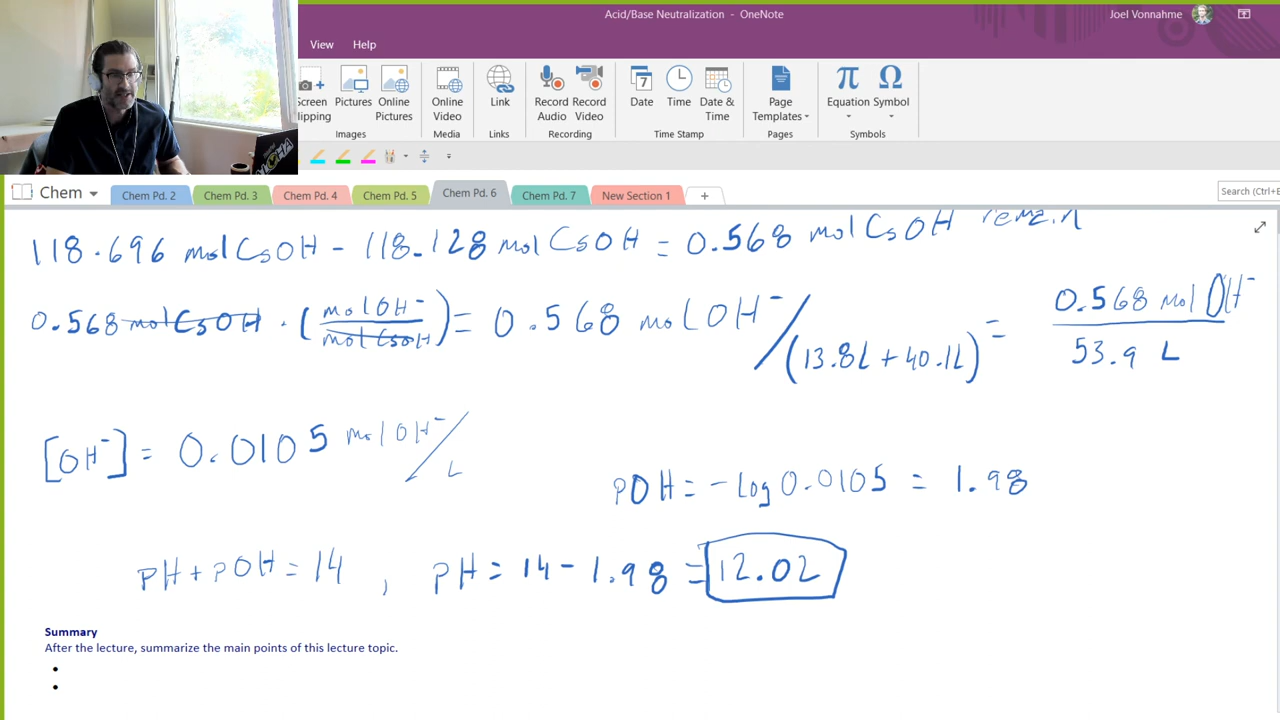 Acid/Base Neutralization - OneNote
Joel Vonnahme
View Help
Screen Clipping
Pictures
Online Pictures
Online Video
Link
Record Audio
Record Video
Date
Time
Date & Time
Page Templates
Equation
Symbol
Images
Media
Links
Recording
Time Stamp
Pages
Symbols
Chem
Chem Pd. 2
Chem Pd. 3
Chem Pd. 4
Chem Pd. 5
Chem Pd. 6
Chem Pd. 7
New Section 1
+
Search (Ctrl+E
118.696 mol CsOH - 118.128 mol CsOH = 0.568 mol CsOH remain
0.568 mol CsOH · (mol OH⁻ / mol CsOH) = 0.568 mol OH⁻ / (13.8L + 40.1L) = 0.568 mol OH⁻ / 53.9 L
[OH⁻] = 0.0105 mol OH⁻ / L
pOH = -log 0.0105 = 1.98
pH + pOH = 14 , pH = 14 - 1.98 = 12.02
Summary
After the lecture, summarize the main points of this lecture topic.